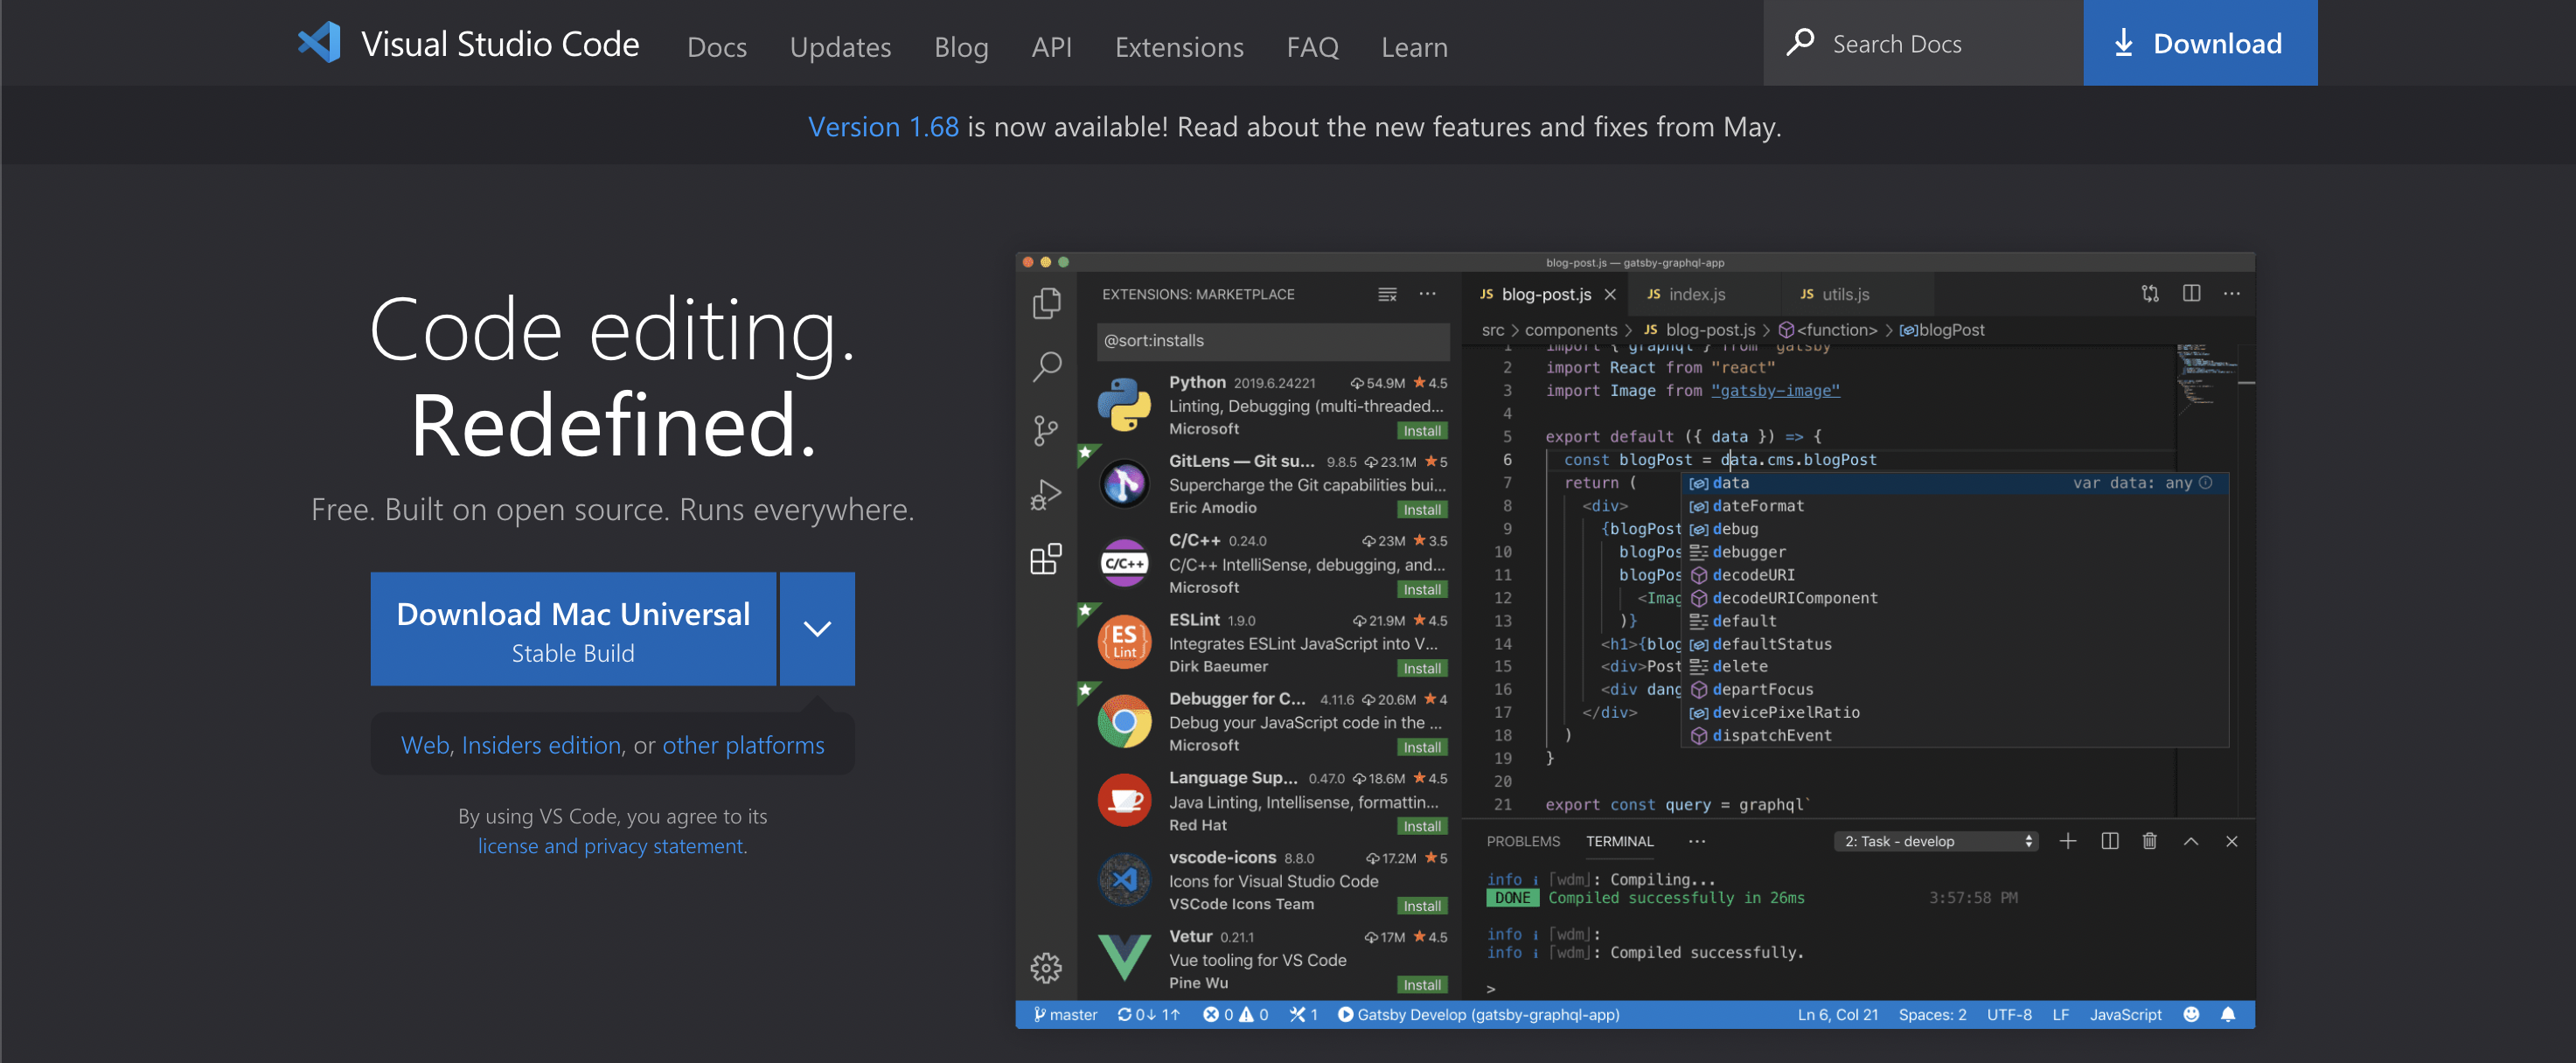 Visual Studio Code Docs Updates Blog API Extensions FAQ Learn Search Docs Download
Version 1.68 is now available! Read about the new features and fixes from May.
Code editing.
Redefined.
Free. Built on open source. Runs everywhere.
Download Mac Universal
Stable Build
Web, Insiders edition, or other platforms
By using VS Code, you agree to its
license and privacy statement.
blog-post.js — gatsby-graphql-app
EXTENSIONS: MARKETPLACE
@sort:installs
Python 2019.6.24221 54.9M 4.5
Linting, Debugging (multi-threaded...
Microsoft Install
GitLens — Git su... 9.8.5 23.1M 5
Supercharge the Git capabilities bui...
Eric Amodio Install
C/C++
C/C++ 0.24.0 23M 3.5
C/C++ IntelliSense, debugging, and...
Microsoft Install
ES
Lint
ESLint 1.9.0 21.9M 4.5
Integrates ESLint JavaScript into V...
Dirk Baeumer Install
Debugger for C... 4.11.6 20.6M 4
Debug your JavaScript code in the ...
Microsoft Install
Language Sup... 0.47.0 18.6M 4.5
Java Linting, Intellisense, formattin...
Red Hat Install
vscode-icons 8.8.0 17.2M 5
Icons for Visual Studio Code
VSCode Icons Team Install
Vetur 0.21.1 17M 4.5
Vue tooling for VS Code
Pine Wu Install
JS blog-post.js JS index.js JS utils.js
src > components > JS blog-post.js > <function> > blogPost
1 import { graphql } from "gatsby"
2 import React from "react"
3 import Image from "gatsby-image"
4
5 export default ({ data }) => {
6 const blogPost = data.cms.blogPost
7 return (
8 <div>
9 {blogPost
10 blogPos
11 blogPos
12 <Imag
13 )}
14 <h1>{blog
15 <div>Post
16 <div dang
17 </div>
18 )
19 }
20
21 export const query = graphql`
data var data: any
dateFormat
debug
debugger
decodeURI
decodeURIComponent
default
defaultStatus
delete
departFocus
devicePixelRatio
dispatchEvent
PROBLEMS TERMINAL ... 2: Task - develop
info i ｢wdm｣: Compiling...
DONE Compiled successfully in 26ms 3:57:58 PM
info i ｢wdm｣:
info i ｢wdm｣: Compiled successfully.
>
master 0↓ 1↑ 0 0 1 Gatsby Develop (gatsby-graphql-app) Ln 6, Col 21 Spaces: 2 UTF-8 LF JavaScript